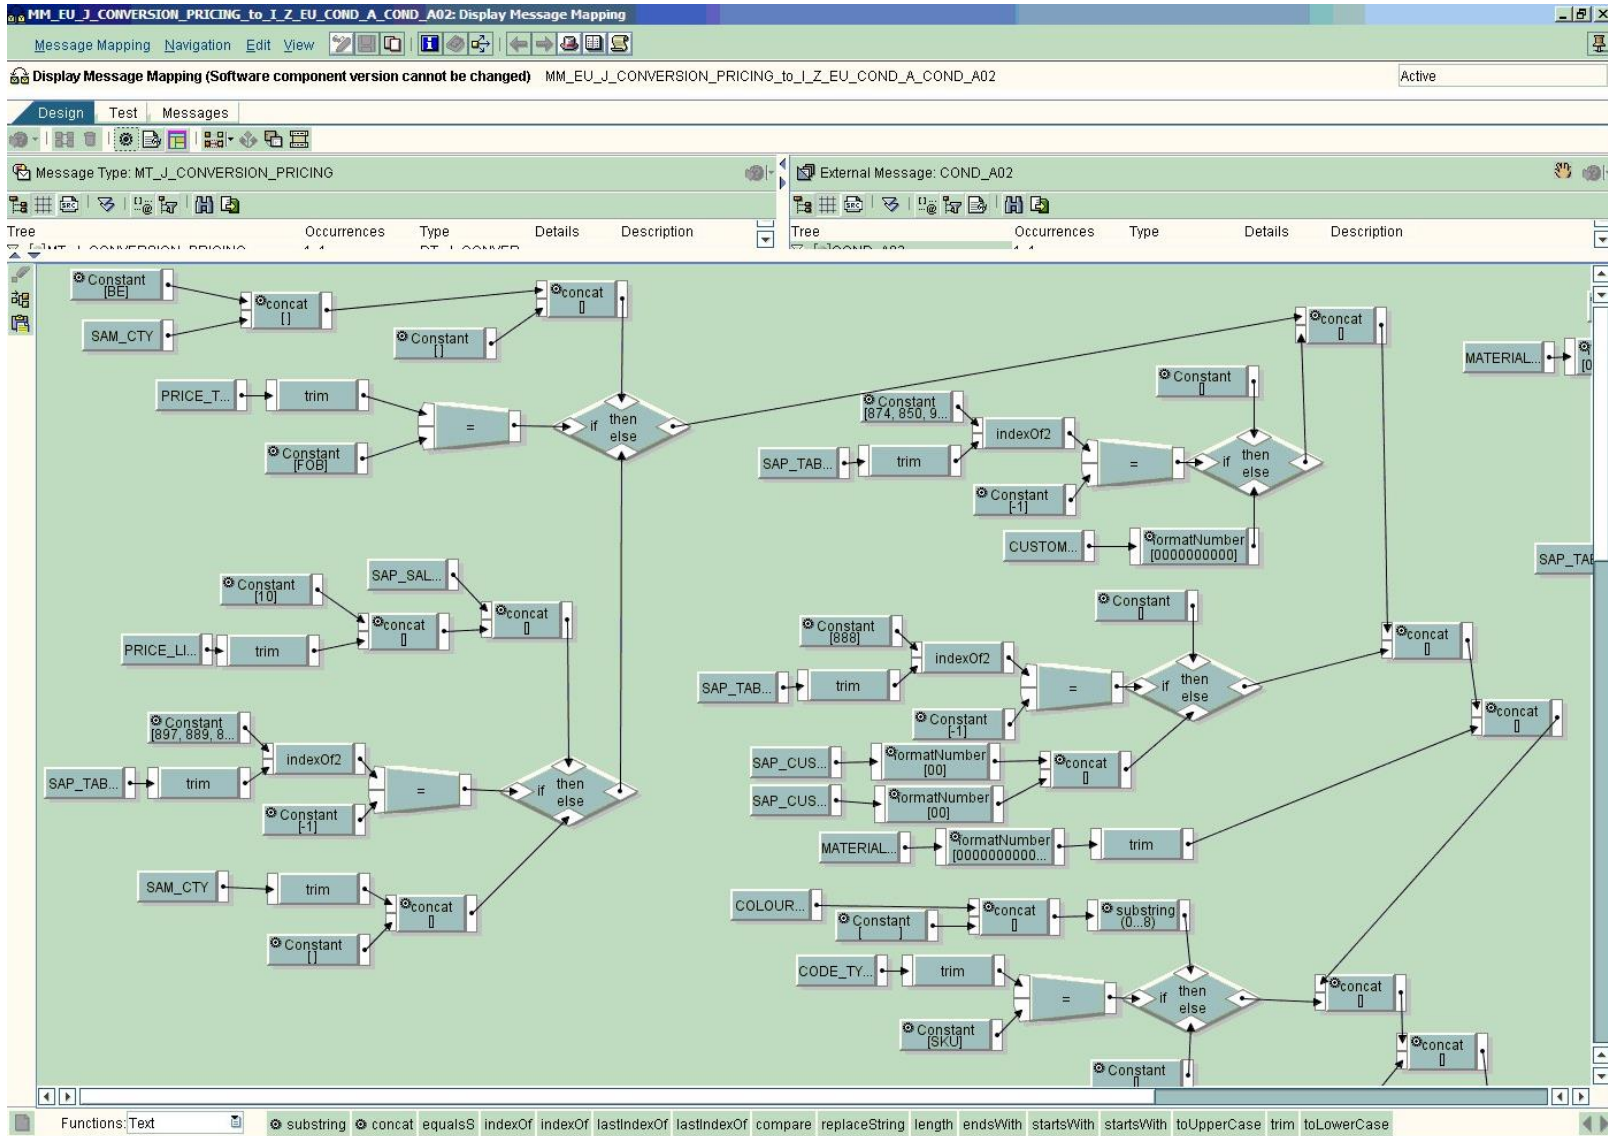 MM_EU_J_CONVERSION_PRICING_to_I_Z_EU_COND_A_COND_A02: Display Message Mapping
Message Mapping Navigation Edit View
Display Message Mapping (Software component version cannot be changed) MM_EU_J_CONVERSION_PRICING_to_I_Z_EU_COND_A_COND_A02 Active
Design Test Messages
Message Type: MT_J_CONVERSION_PRICING
External Message: COND_A02
Tree Occurrences Type Details Description
Tree Occurrences Type Details Description
Constant
[BE]
concat
[ ]
SAM_CTY
Constant
[ ]
concat
[]
PRICE_T...
trim
Constant
[FOB]
=
if then
else
Constant
[10]
SAP_SAL...
PRICE_LI...
trim
concat
[]
concat
[]
Constant
[897, 889, 8...
SAP_TAB...
trim
indexOf2
Constant
[-1]
=
if then
else
SAM_CTY
trim
Constant
[ ]
concat
[]
concat
[]
MATERIAL...
Constant
[]
Constant
[874, 850, 9...
indexOf2
SAP_TAB...
trim
Constant
[-1]
=
if then
else
CUSTOM...
formatNumber
[0000000000]
SAP_TAB
Constant
[]
Constant
[888]
indexOf2
SAP_TAB...
trim
Constant
[-1]
=
if then
else
concat
[]
concat
[]
SAP_CUS...
formatNumber
[00]
concat
[]
SAP_CUS...
formatNumber
[00]
MATERIAL...
formatNumber
[0000000000...
trim
COLOUR...
Constant
[ ]
concat
[]
substring
(0...8)
CODE_TY...
trim
Constant
[SKU]
=
if then
else
concat
[]
concat
[]
Constant
[]
Functions: Text substring concat equalsS indexOf indexOf lastIndexOf lastIndexOf compare replaceString length endsWith startsWith startsWith toUpperCase trim toLowerCase